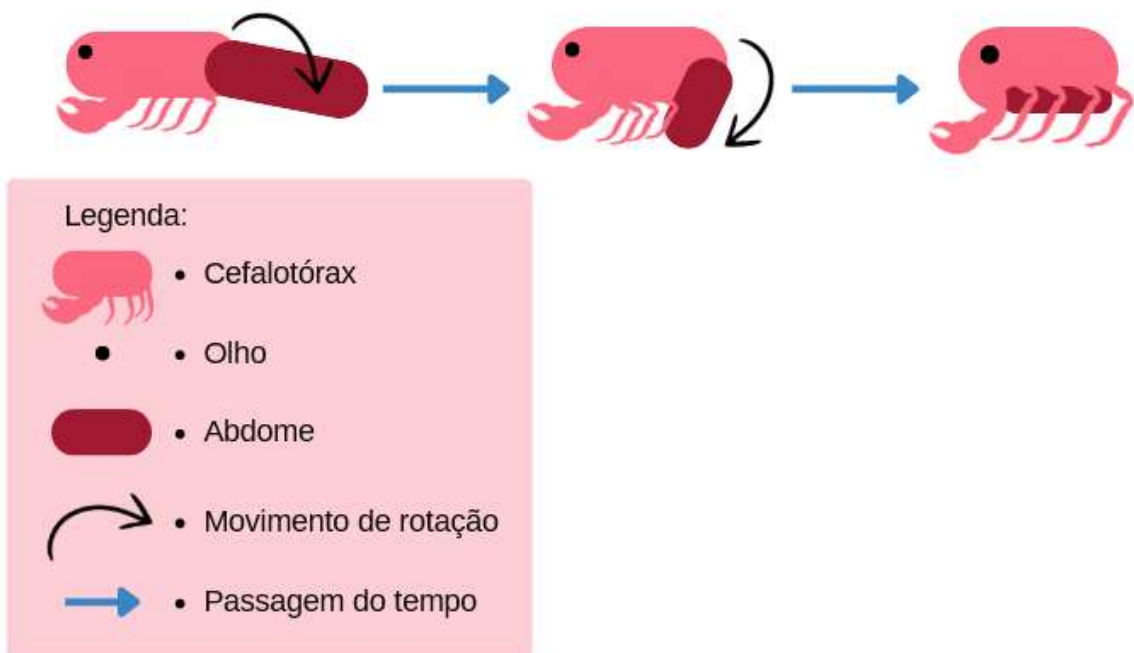 Legenda:
• Cefalotórax
• Olho
• Abdome
• Movimento de rotação
• Passagem do tempo